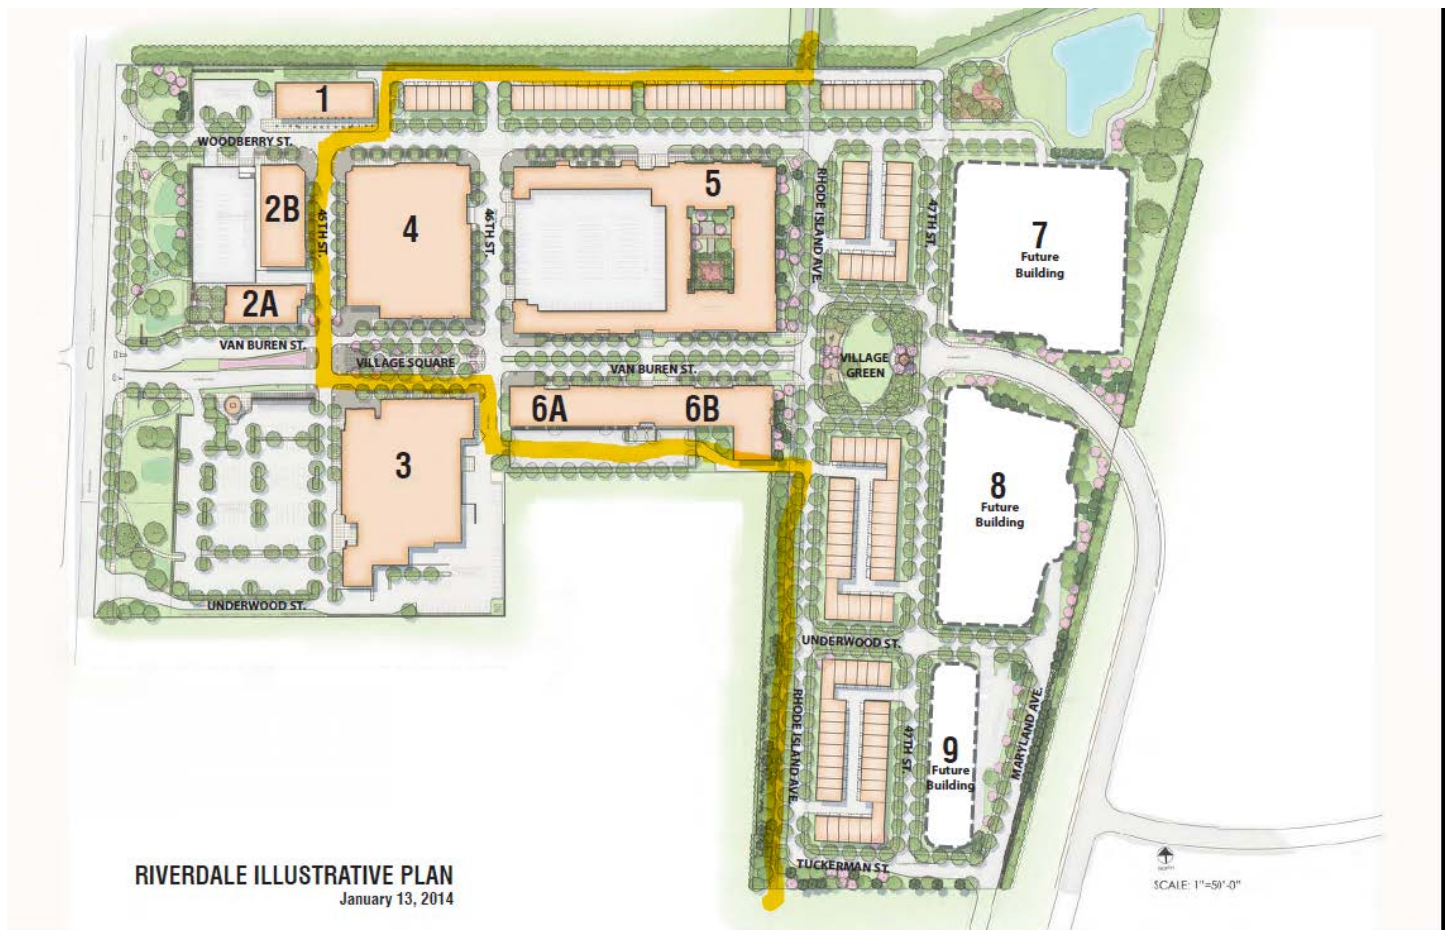 1
WOODBERRY ST.
2B
45TH ST.
4
46TH ST.
5
RHODE ISLAND AVE.
47TH ST.
7
Future
Building
2A
VAN BUREN ST.
VILLAGE SQUARE
VAN BUREN ST.
VILLAGE
GREEN
6A
6B
3
8
Future
Building
UNDERWOOD ST.
UNDERWOOD ST.
RHODE ISLAND AVE.
47TH ST.
9
Future
Building
MARYLAND AVE.
TUCKERMAN ST.
RIVERDALE ILLUSTRATIVE PLAN
January 13, 2014
NORTH
SCALE: 1"=50'-0"